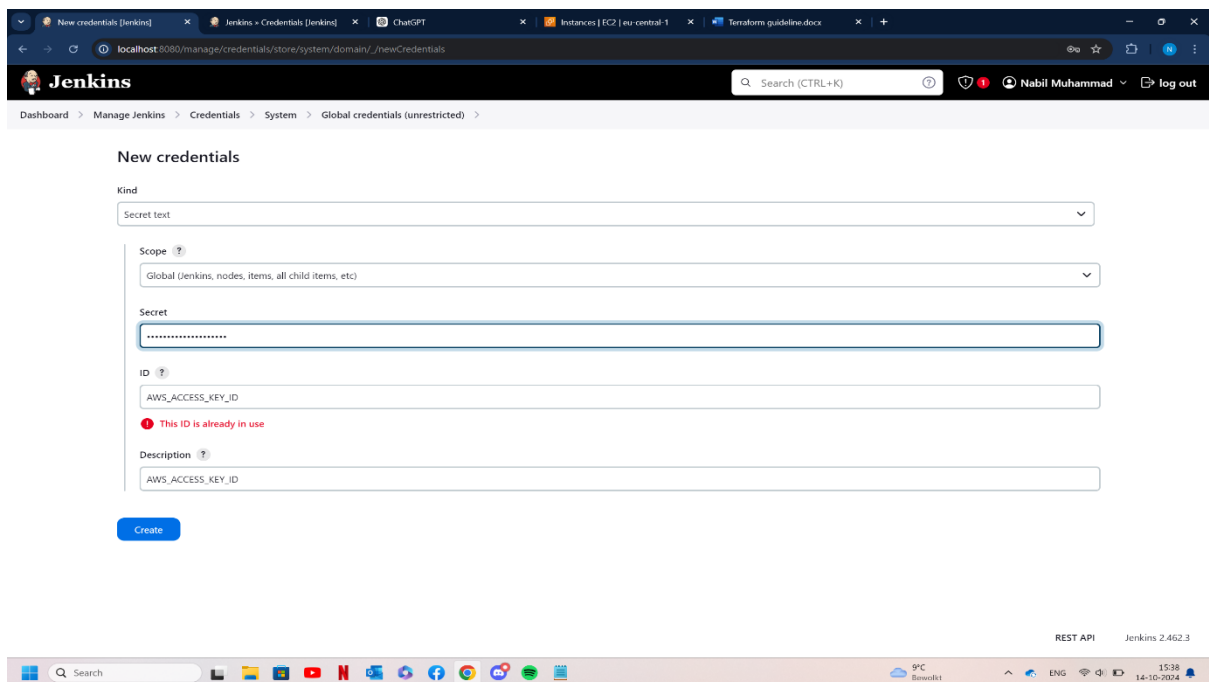 New credentials [Jenkins]
Jenkins » Credentials [Jenkins]
ChatGPT
Instances | EC2 | eu-central-1
Terraform guideline.docx
localhost:8080/manage/credentials/store/system/domain/_/newCredentials
N
Jenkins
Search (CTRL+K)
?
1
Nabil Muhammad
log out
Dashboard > Manage Jenkins > Credentials > System > Global credentials (unrestricted) >
New credentials
Kind
Secret text
Scope ?
Global (Jenkins, nodes, items, all child items, etc)
Secret
••••••••••••••••••••
ID ?
AWS_ACCESS_KEY_ID
This ID is already in use
Description ?
AWS_ACCESS_KEY_ID
Create
REST API Jenkins 2.462.3
Search
9°C
Bewolkt
ENG
15:38
14-10-2024